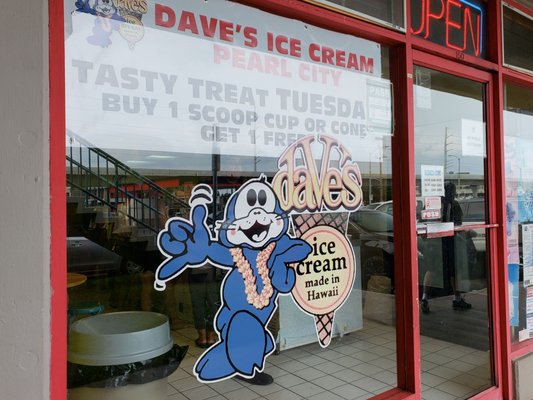 DAVE'S ICE CREAM
PEARL CITY
TASTY TREAT TUESDA
BUY 1 SCOOP CUP OR CONE
GET 1 FREE
OPEN
dave's
ice
cream
made in
Hawaii